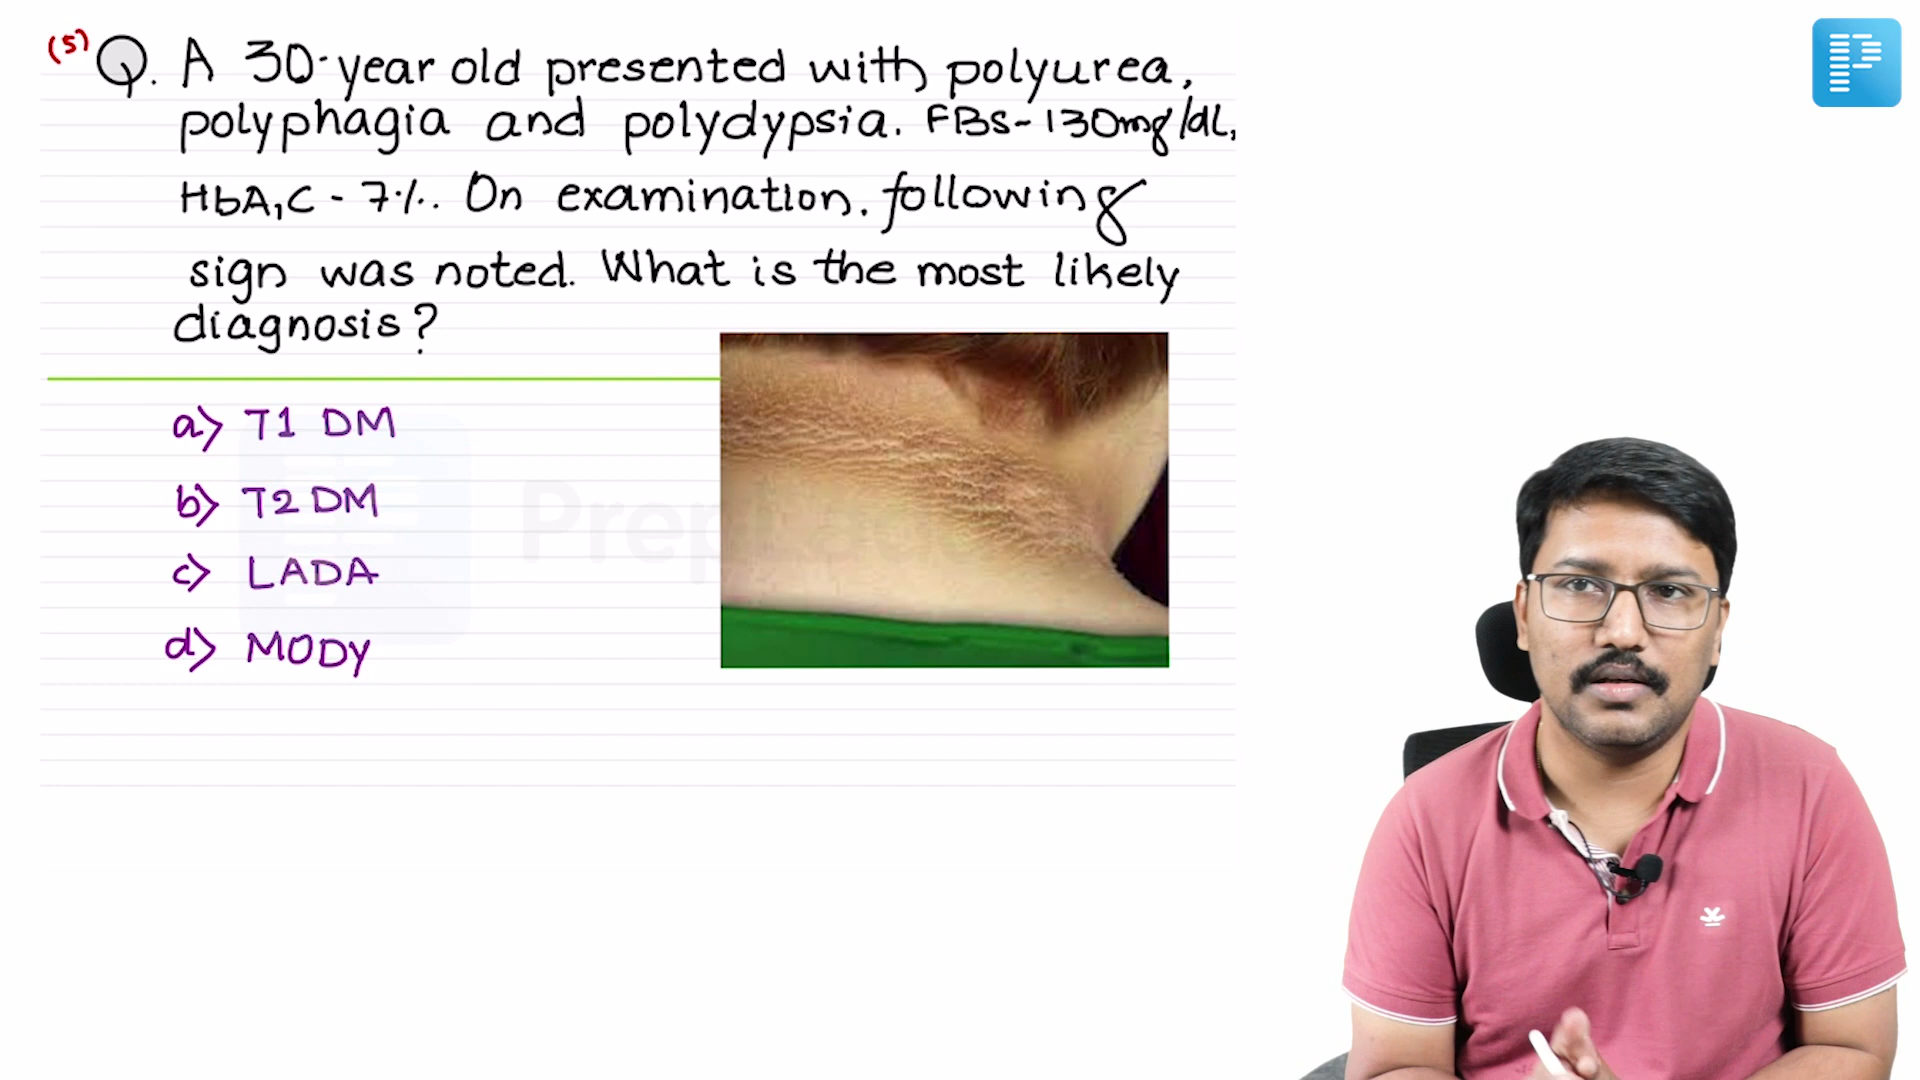 (5) Q. A 30-year old presented with polyurea,
polyphagia and polydypsia. FBS-130mg/dL,
HbA1C - 7%. On examination, following
sign was noted. What is the most likely
diagnosis?
a) T1 DM
b) T2 DM
c) LADA
d) MODY